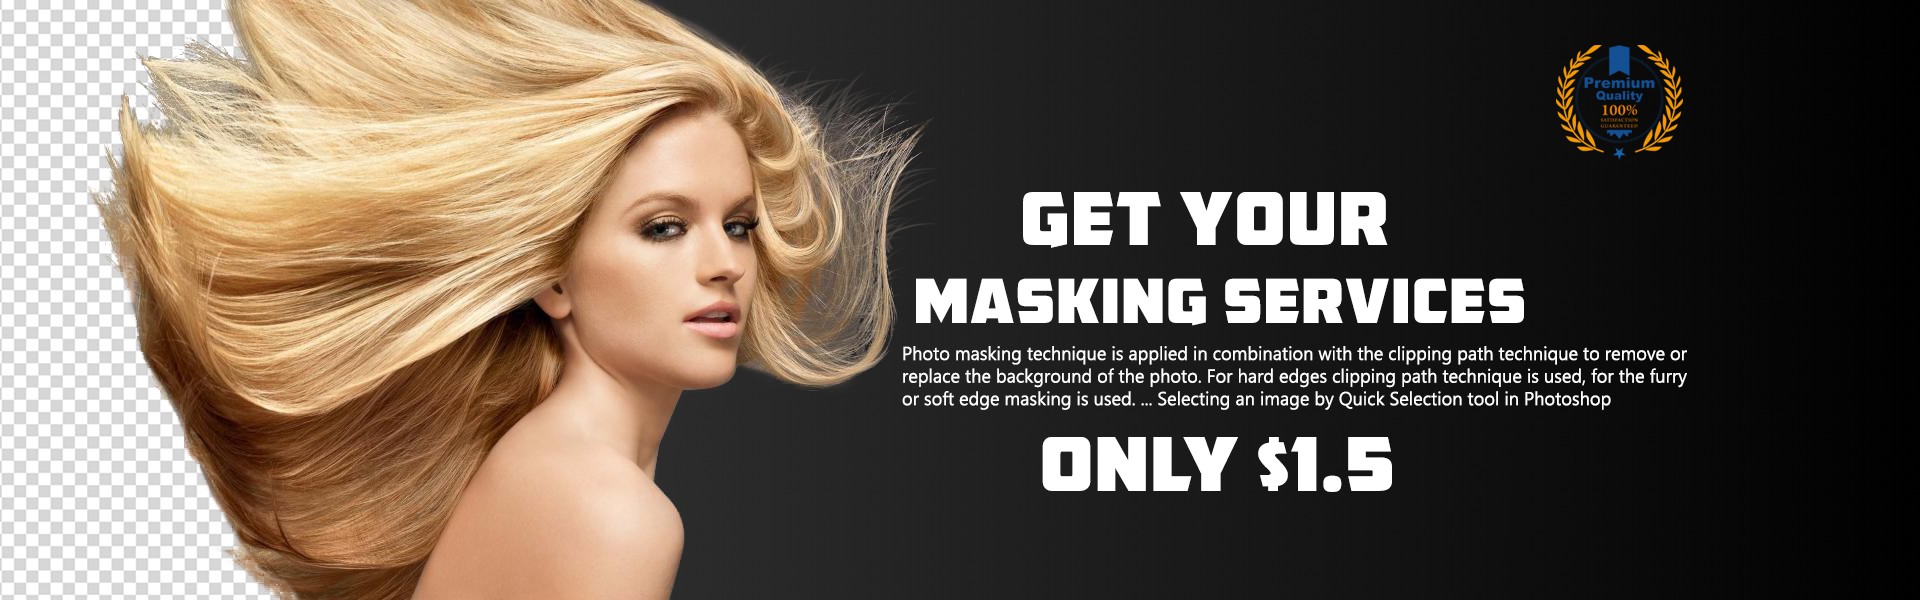 Premium
Quality
100%
SATISFACTION
GUARENTEED
GET YOUR
MASKING SERVICES
Photo masking technique is applied in combination with the clipping path technique to remove or
replace the background of the photo. For hard edges clipping path technique is used, for the furry
or soft edge masking is used. ... Selecting an image by Quick Selection tool in Photoshop
ONLY $1.5